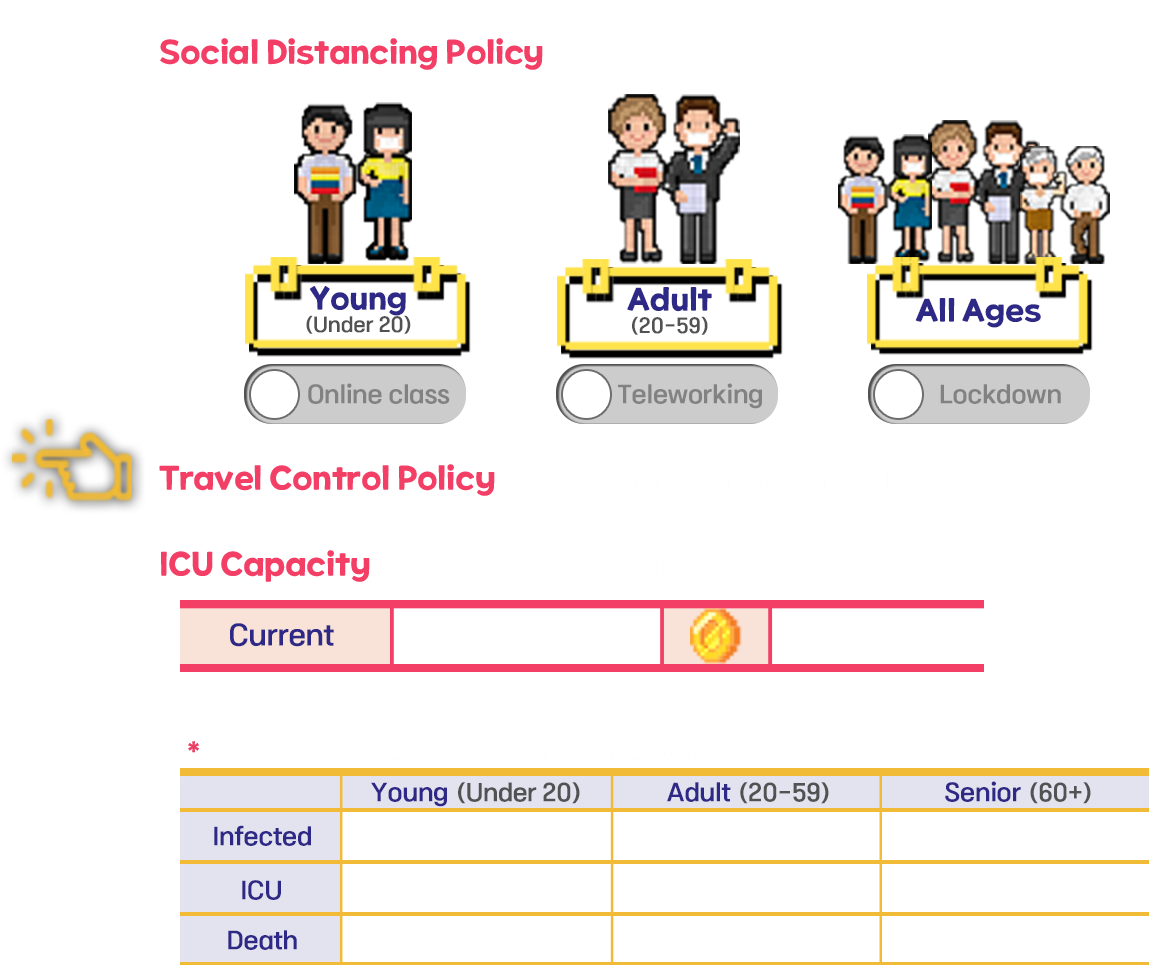 Social Distancing Policy
Young
(Under 20)
Adult
(20-59)
All Ages
Online class
Teleworking
Lockdown
Travel Control Policy
ICU Capacity
Current
*
Young (Under 20) Adult (20-59) Senior (60+)
Infected
ICU
Death